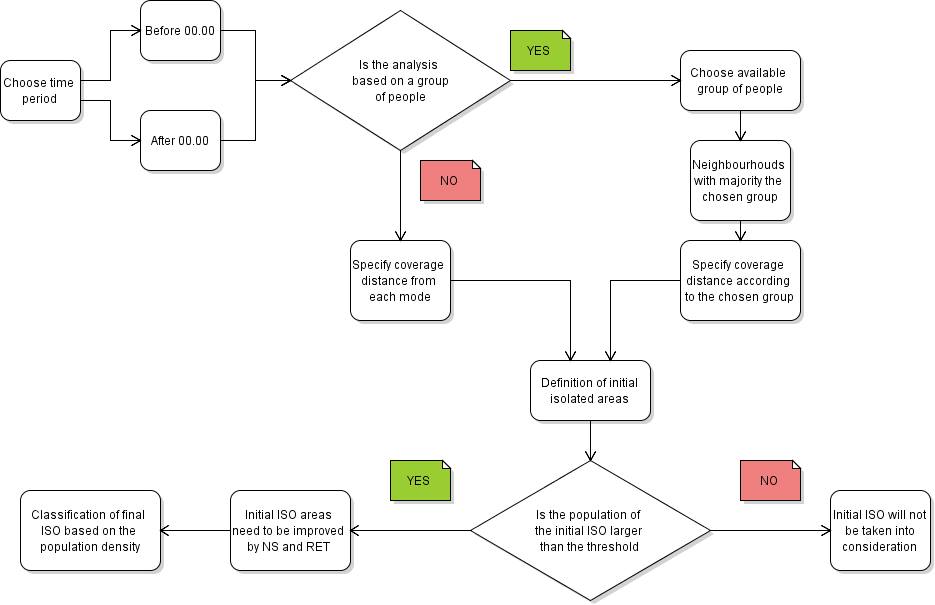 Before 00.00
Choose time
period
After 00.00
Is the analysis
based on a group
of people
YES
NO
Choose available
group of people
Neighbourhouds
with majority the
chosen group
Specify coverage
distance from
each mode
Specify coverage
distance according
to the chosen group
Definition of initial
isolated areas
YES
NO
Classification of final
ISO based on the
population density
Initial ISO areas
need to be improved
by NS and RET
Is the population of
the initial ISO larger
than the threshold
Initial ISO will not
be taken into
consideration